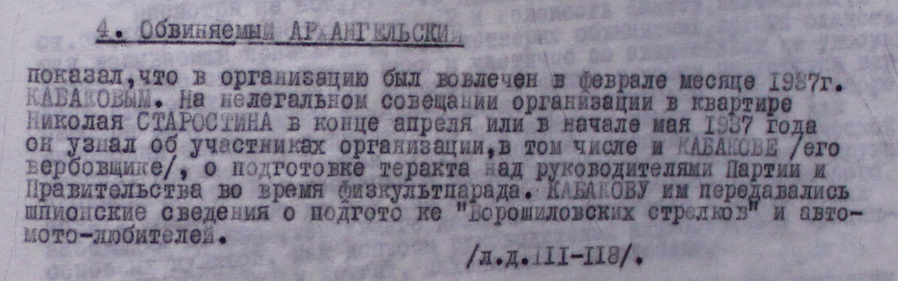 4. Обвиняемый АРХАНГЕЛЬСКИЙ
показал,что в организацию был вовлечен в феврале месяце 1937г.
КАБАКОВЫМ. На нелегальном совещании организации в квартире
Николая СТАРОСТИНА в конце апреля или в начале мая 1937 года
он узнал об участниках организации,в том числе и КАБАКОВЕ /его
вербовщике/, о подготовке теракта над руководителями Партии и
Правительства во время физкультпарада. КАБАКОВУ им передавались
шпионские сведения о подгото ке "Ворошиловских стрелков" и авто-
мото-любителей.
/л.д.III-II8/.